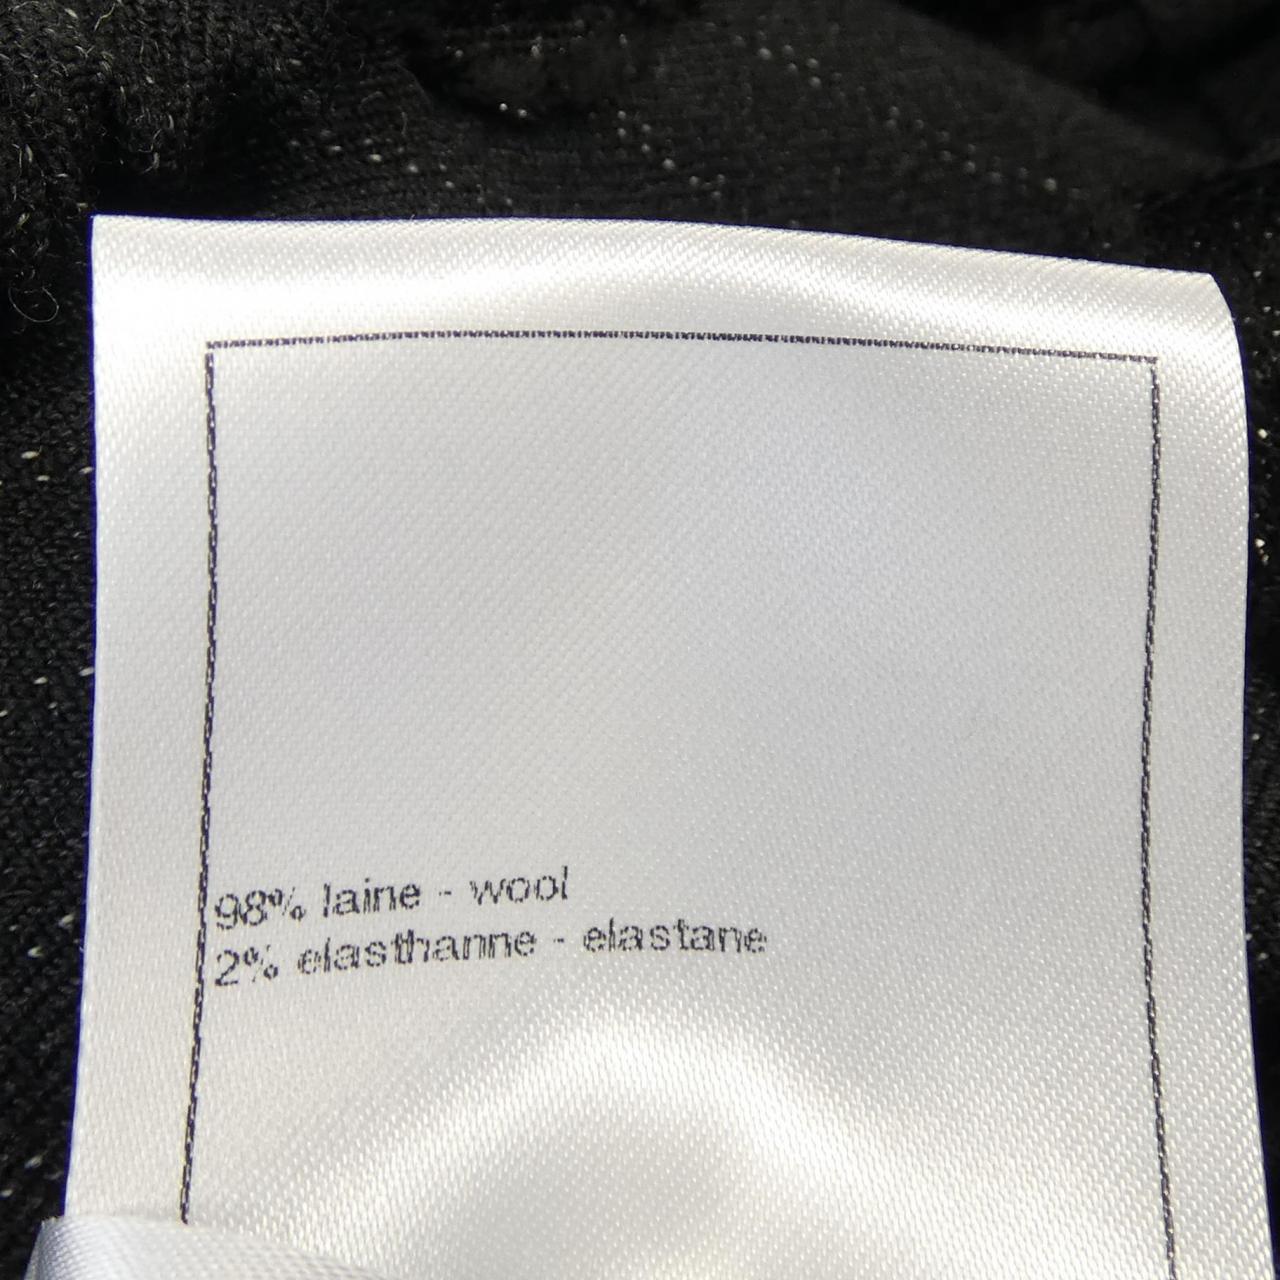 98% laine - wool
2% elasthanne - elastane